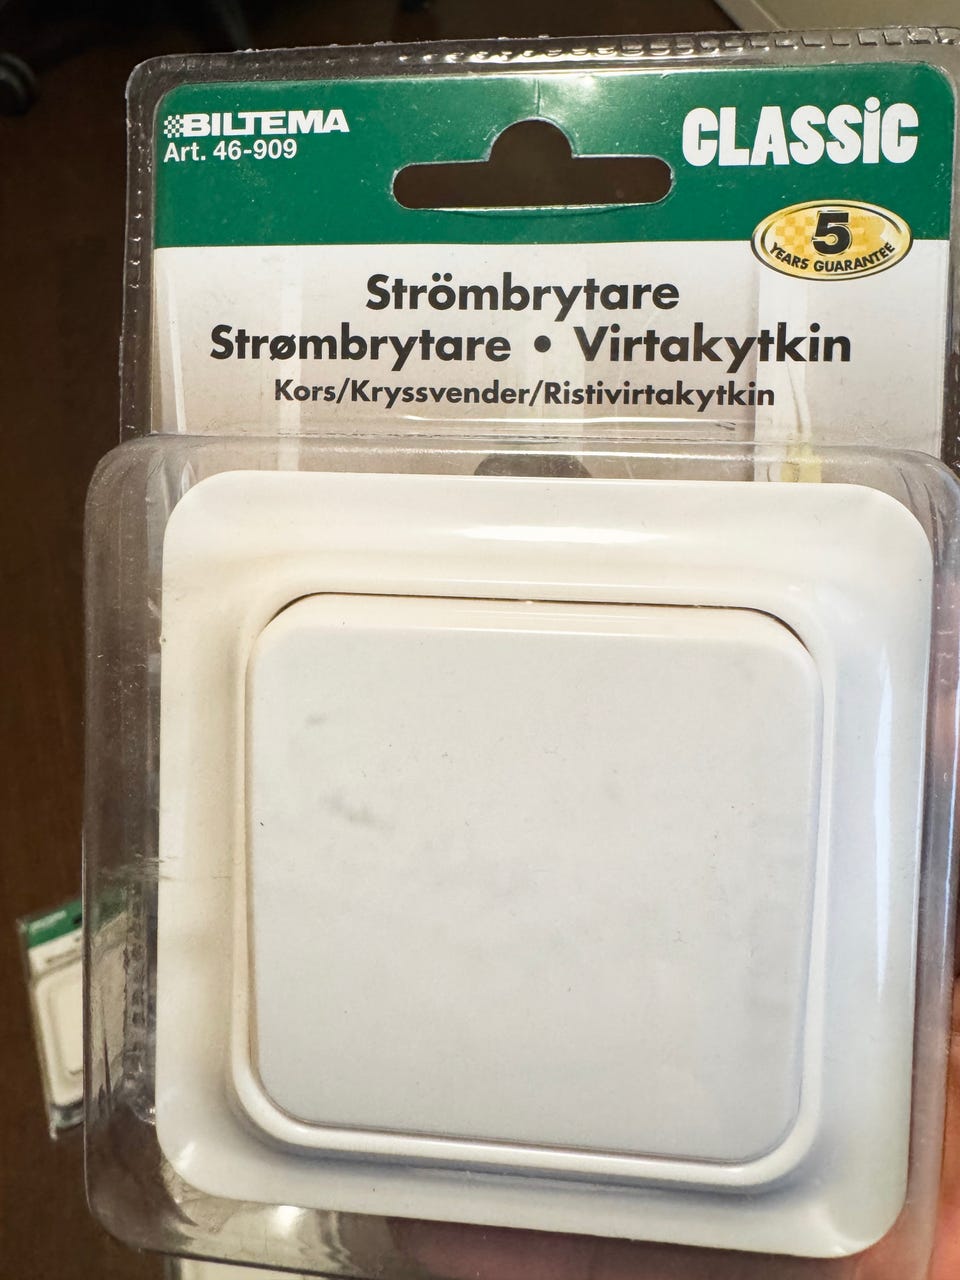 BILTEMA
Art. 46-909
CLASSiC
5
YEARS GUARANTEE
Strömbrytare
Strømbrytare • Virtakytkin
Kors/Kryssvender/Ristivirtakytkin